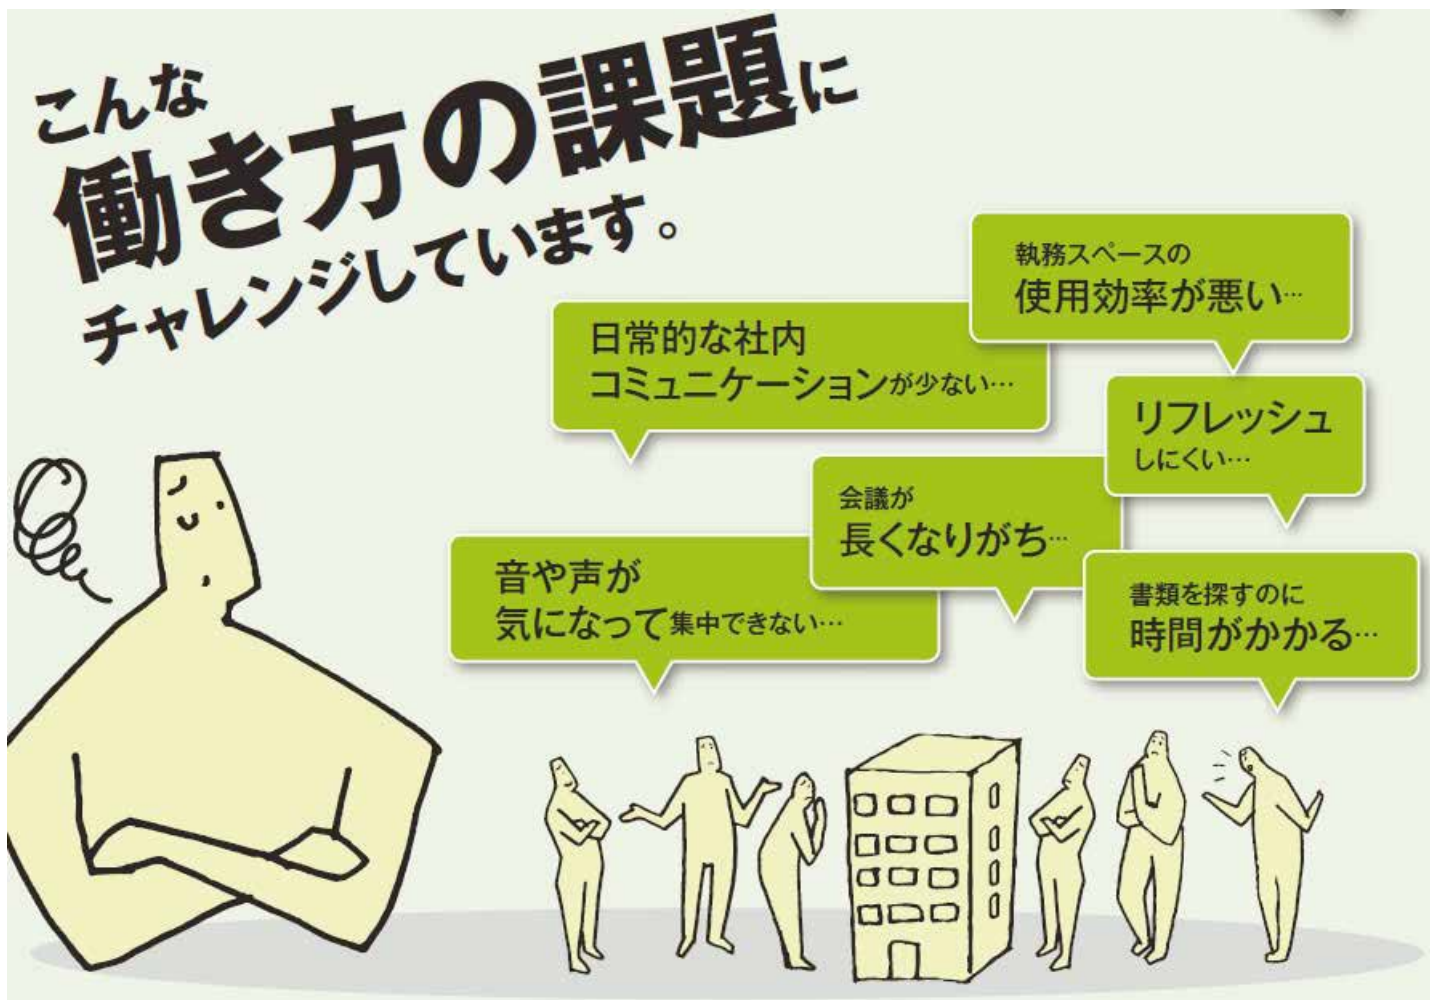 こんな
働き方の課題に
チャレンジしています。
執務スペースの
使用効率が悪い…
日常的な社内
コミュニケーションが少ない…
リフレッシュ
しにくい…
会議が
長くなりがち…
音や声が
気になって集中できない…
書類を探すのに
時間がかかる…